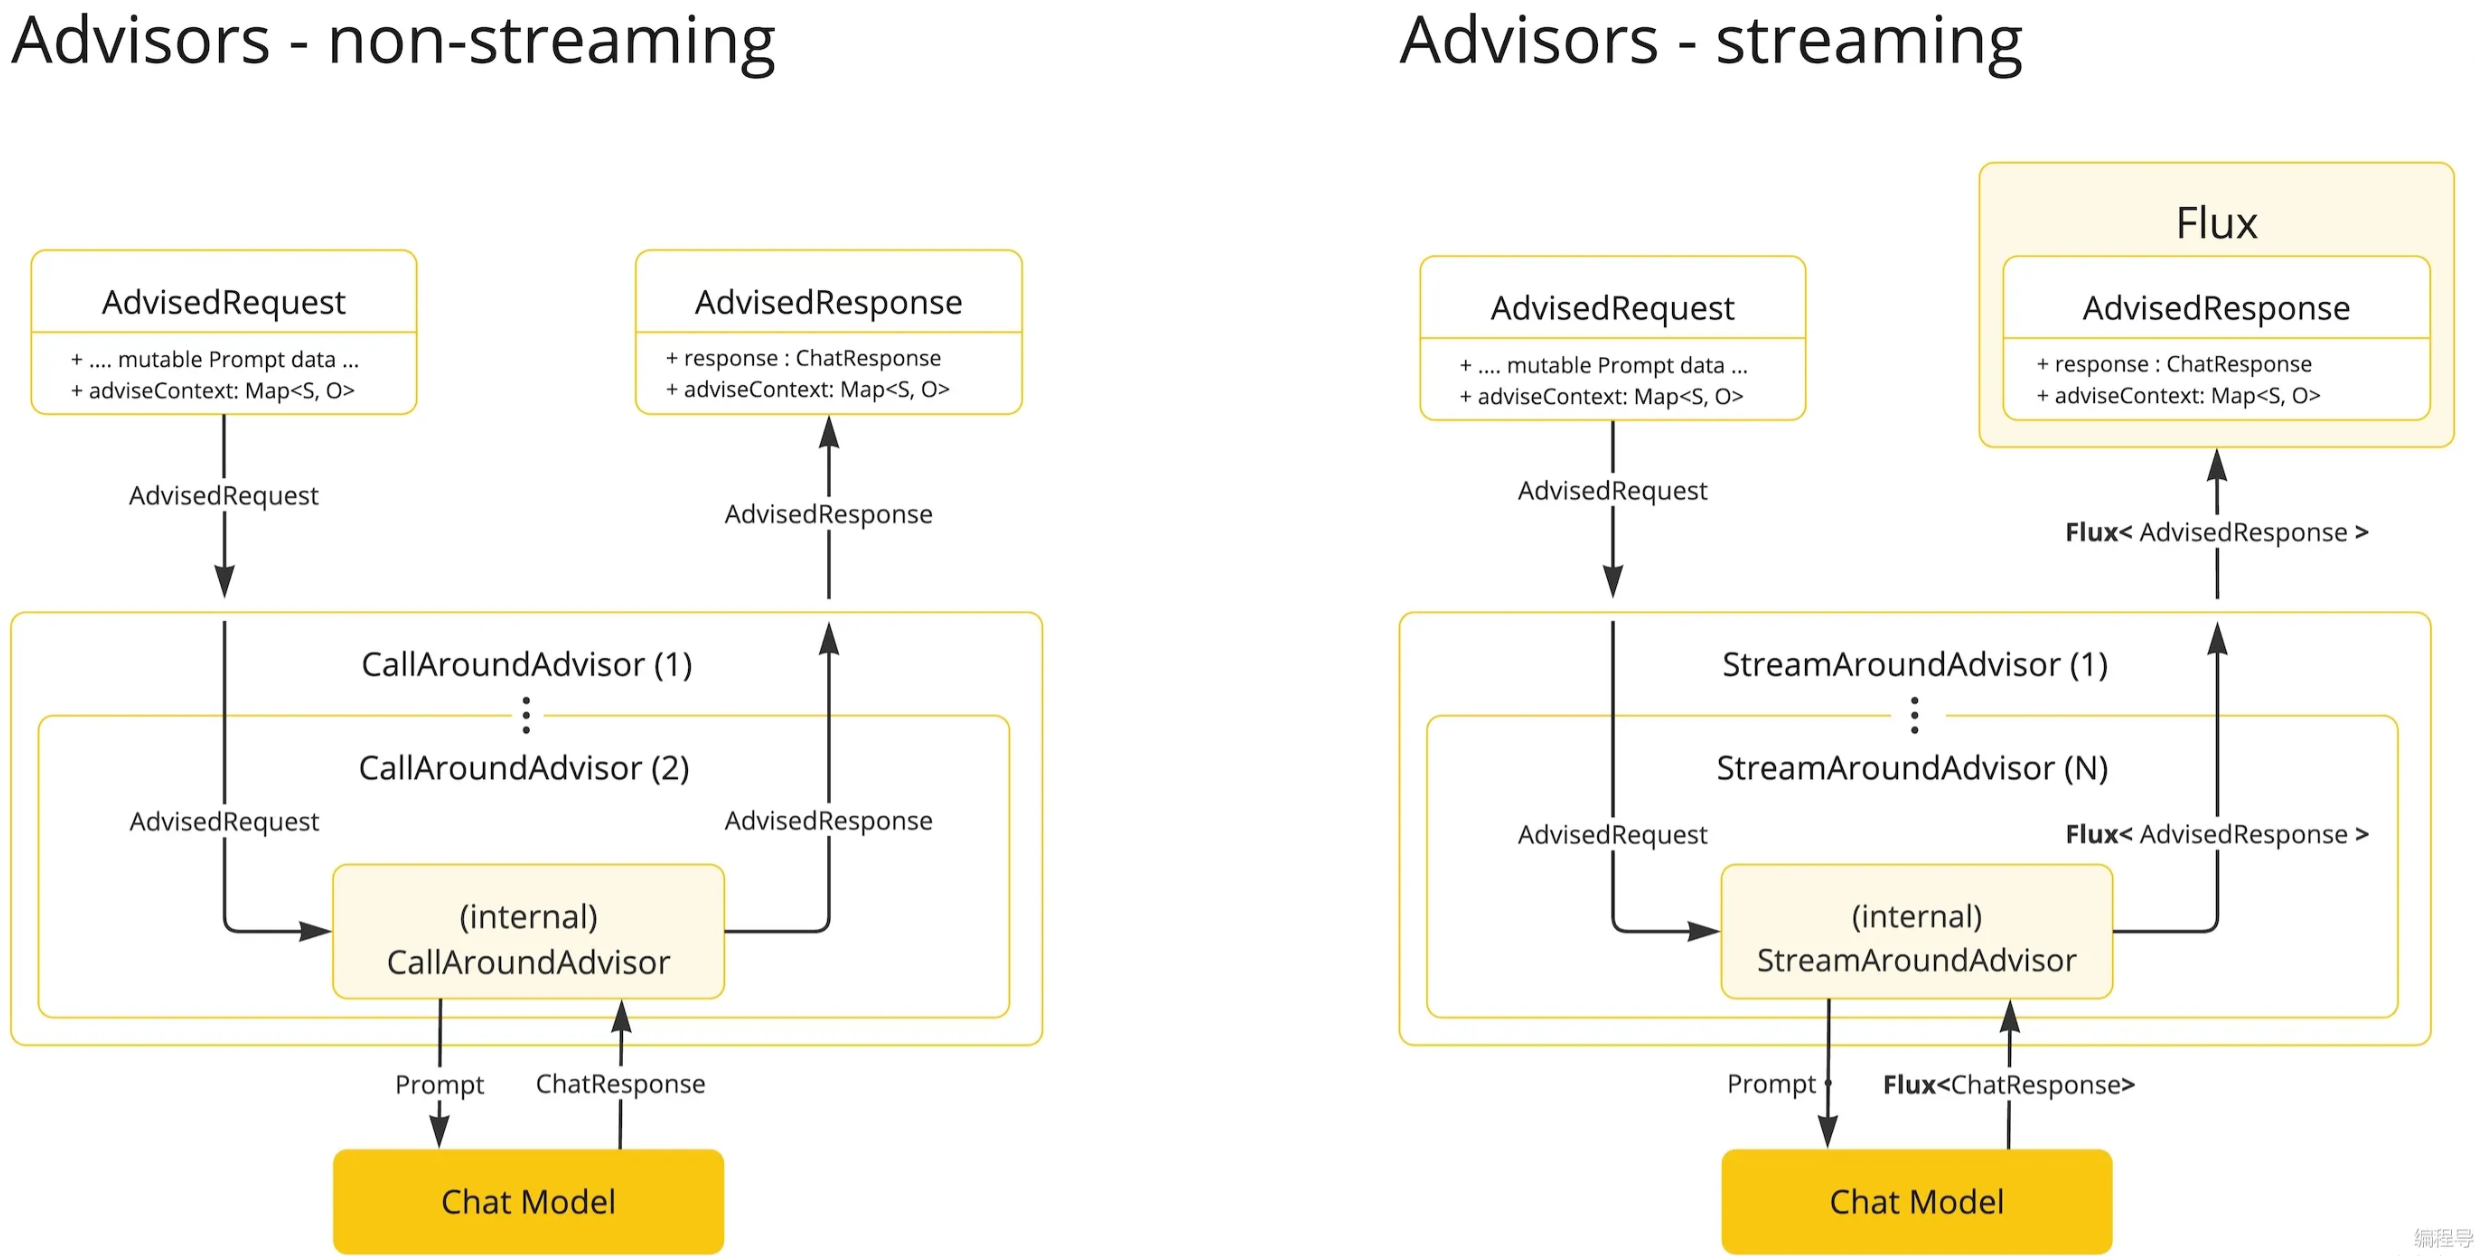 Advisors - non-streaming
AdvisedRequest
+ .... mutable Prompt data ...
+ adviseContext: Map<S, O>
AdvisedResponse
+ response : ChatResponse
+ adviseContext: Map<S, O>
AdvisedRequest
AdvisedResponse
CallAroundAdvisor (1)
CallAroundAdvisor (2)
AdvisedRequest
AdvisedResponse
(internal)
CallAroundAdvisor
Prompt
ChatResponse
Chat Model
Advisors - streaming
Flux
AdvisedRequest
+ .... mutable Prompt data ...
+ adviseContext: Map<S, O>
AdvisedResponse
+ response : ChatResponse
+ adviseContext: Map<S, O>
AdvisedRequest
Flux< AdvisedResponse >
StreamAroundAdvisor (1)
StreamAroundAdvisor (N)
AdvisedRequest
Flux< AdvisedResponse >
(internal)
StreamAroundAdvisor
Prompt
Flux<ChatResponse>
Chat Model
编程导